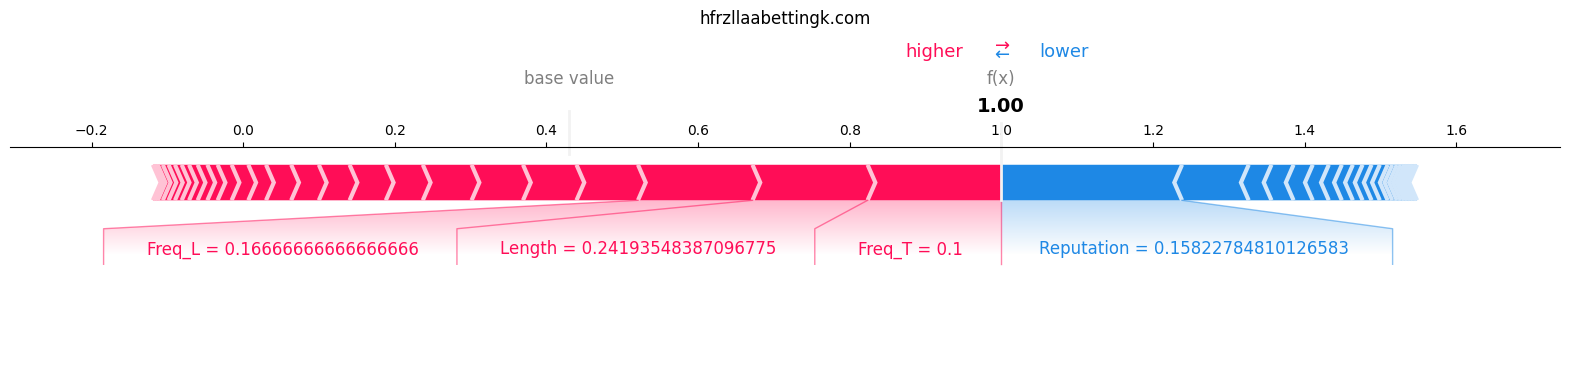 hfrzllaabettingk.com
higher ⇄ lower
base value f(x)
1.00
−0.2 0.0 0.2 0.4 0.6 0.8 1.0 1.2 1.4 1.6
Freq_L = 0.16666666666666666 Length = 0.24193548387096775 Freq_T = 0.1 Reputation = 0.15822784810126583